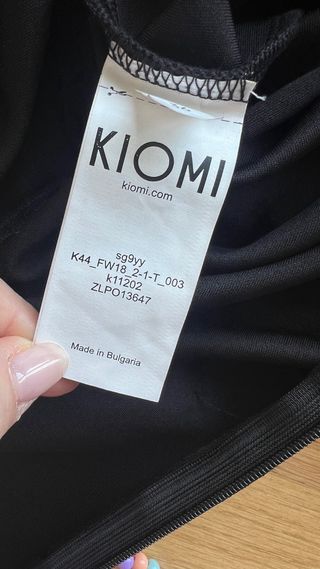 KIOMI
kiomi.com
sg9yy
K44_FW18_2-1-T_003
k11202
ZLPO13647
Made in Bulgaria